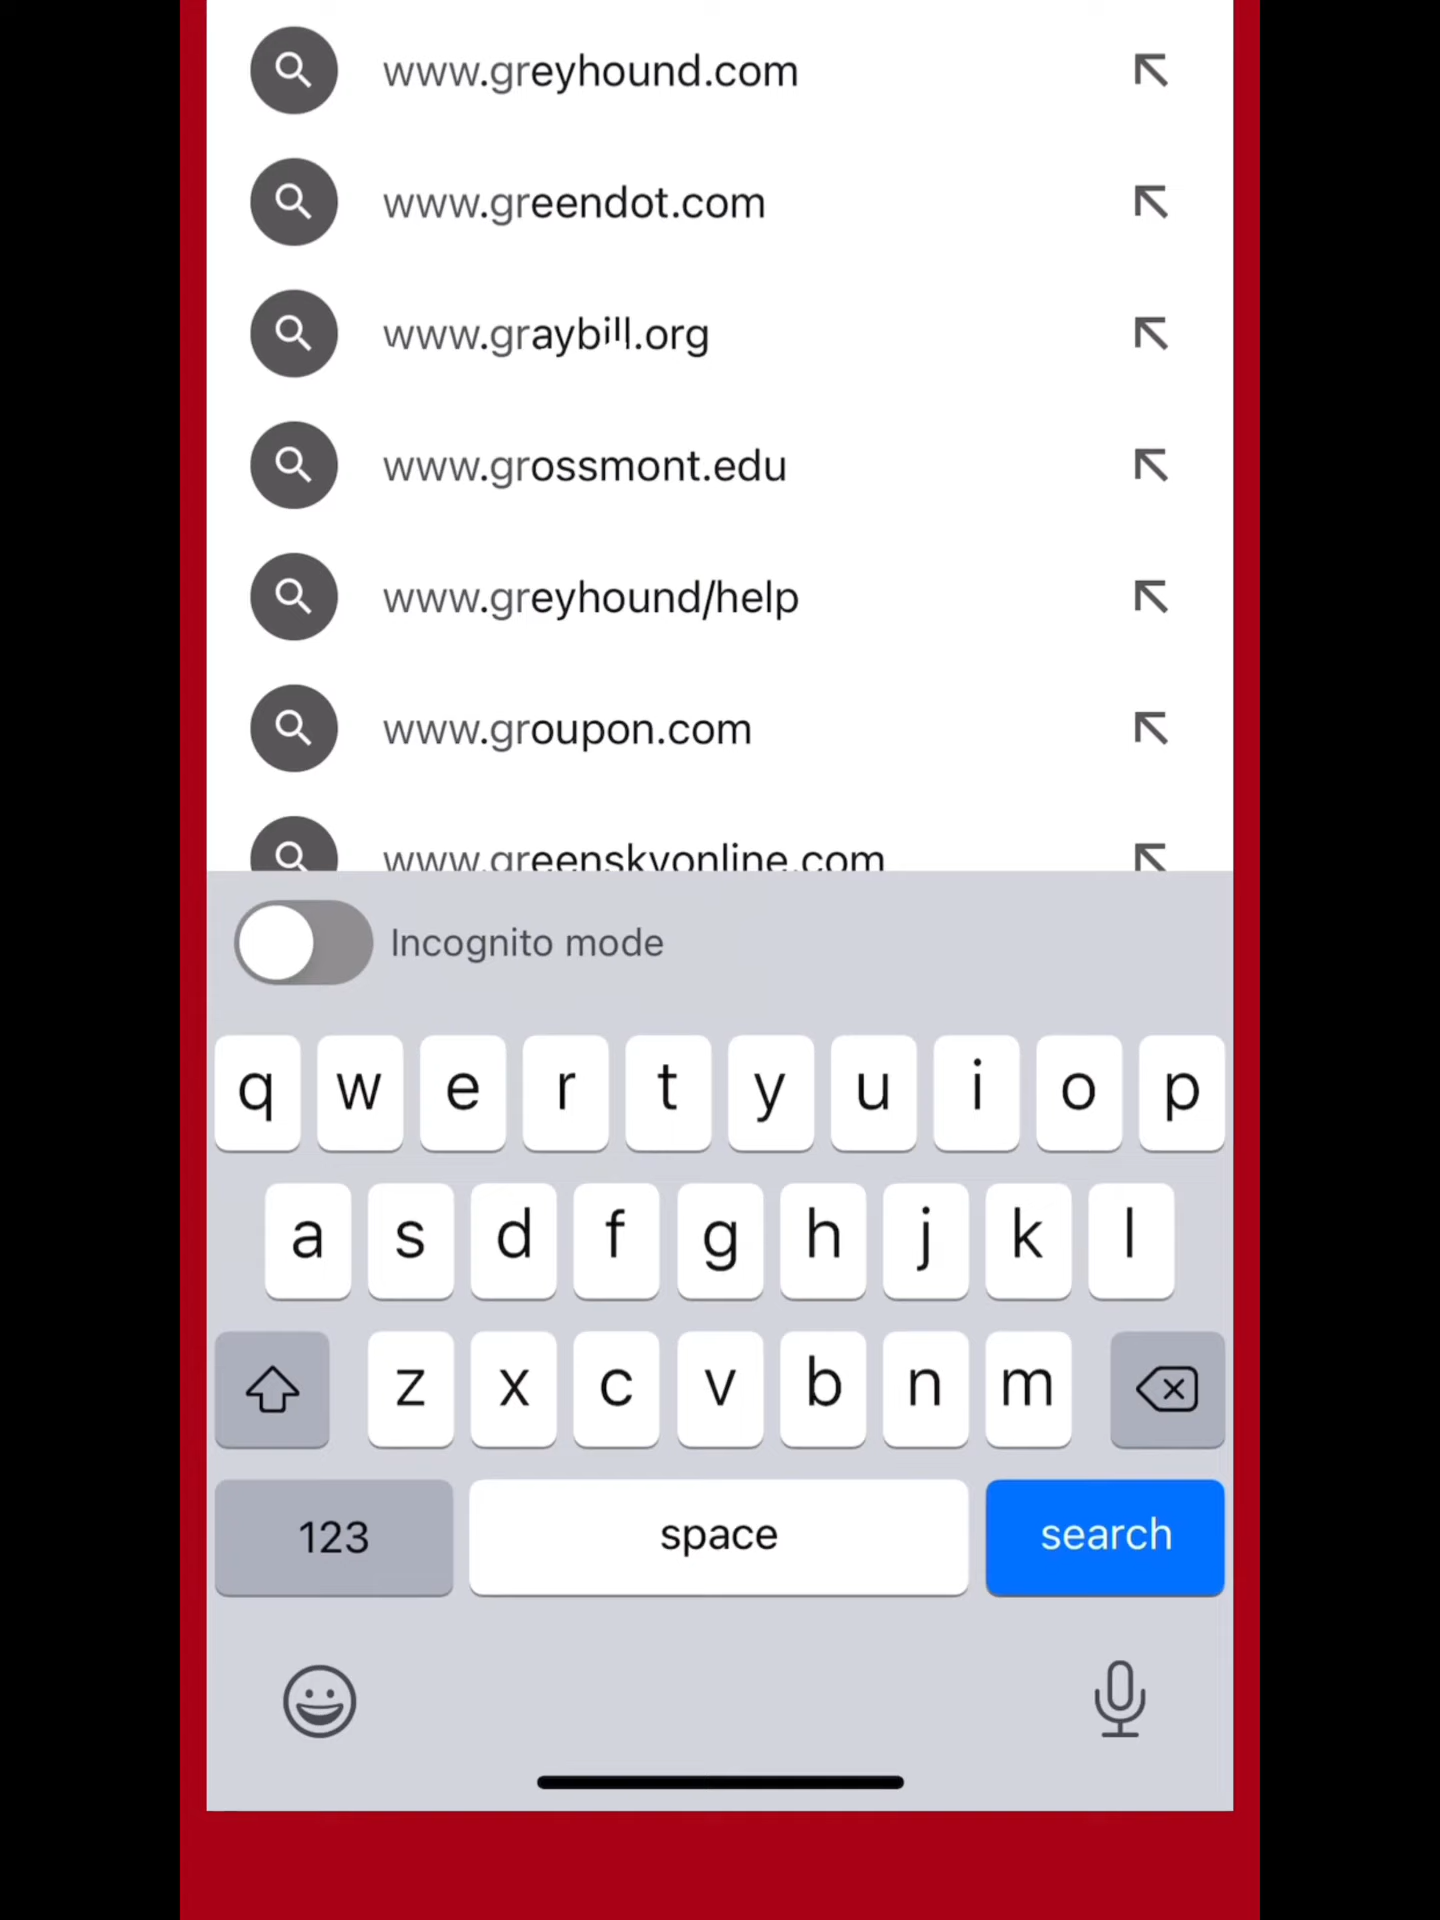 www.greyhound.com
www.greendot.com
www.graybill.org
www.grossmont.edu
www.greyhound/help
www.groupon.com
www.greenskyonline.com
Incognito mode
q w e r t y u i o p
a s d f g h j k l
z x c v b n m
123 space search